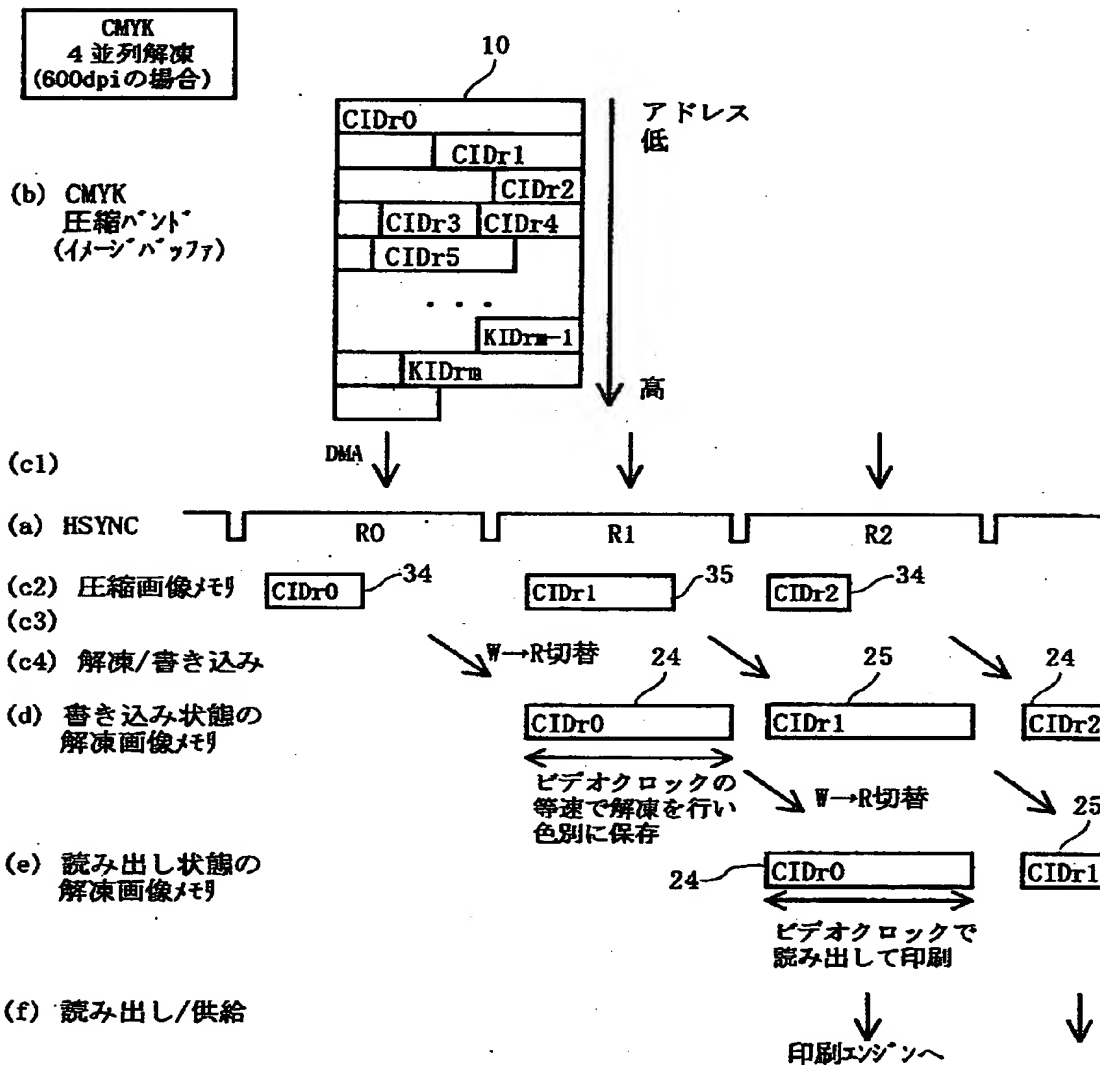 CMYK
4並列解凍
(600dpiの場合)
10
CIDr0
CIDr1
CIDr2
CIDr3
CIDr4
CIDr5
・・・
KIDrm-1
KIDrm
アドレス
低
高
(b) CMYK
圧縮バンド
(イメージバッファ)
(c1)
DMA
(a) HSYNC
R0
R1
R2
(c2) 圧縮画像メモリ
CIDr0
34
CIDr1
35
CIDr2
34
(c3)
(c4) 解凍/書き込み
W→R切替
24
25
24
(d) 書き込み状態の
解凍画像メモリ
CIDr0
CIDr1
CIDr2
ビデオクロックの
等速で解凍を行い
色別に保存
W→R切替
25
(e) 読み出し状態の
解凍画像メモリ
24
CIDr0
CIDr1
ビデオクロックで
読み出して印刷
(f) 読み出し/供給
印刷エンジンへ